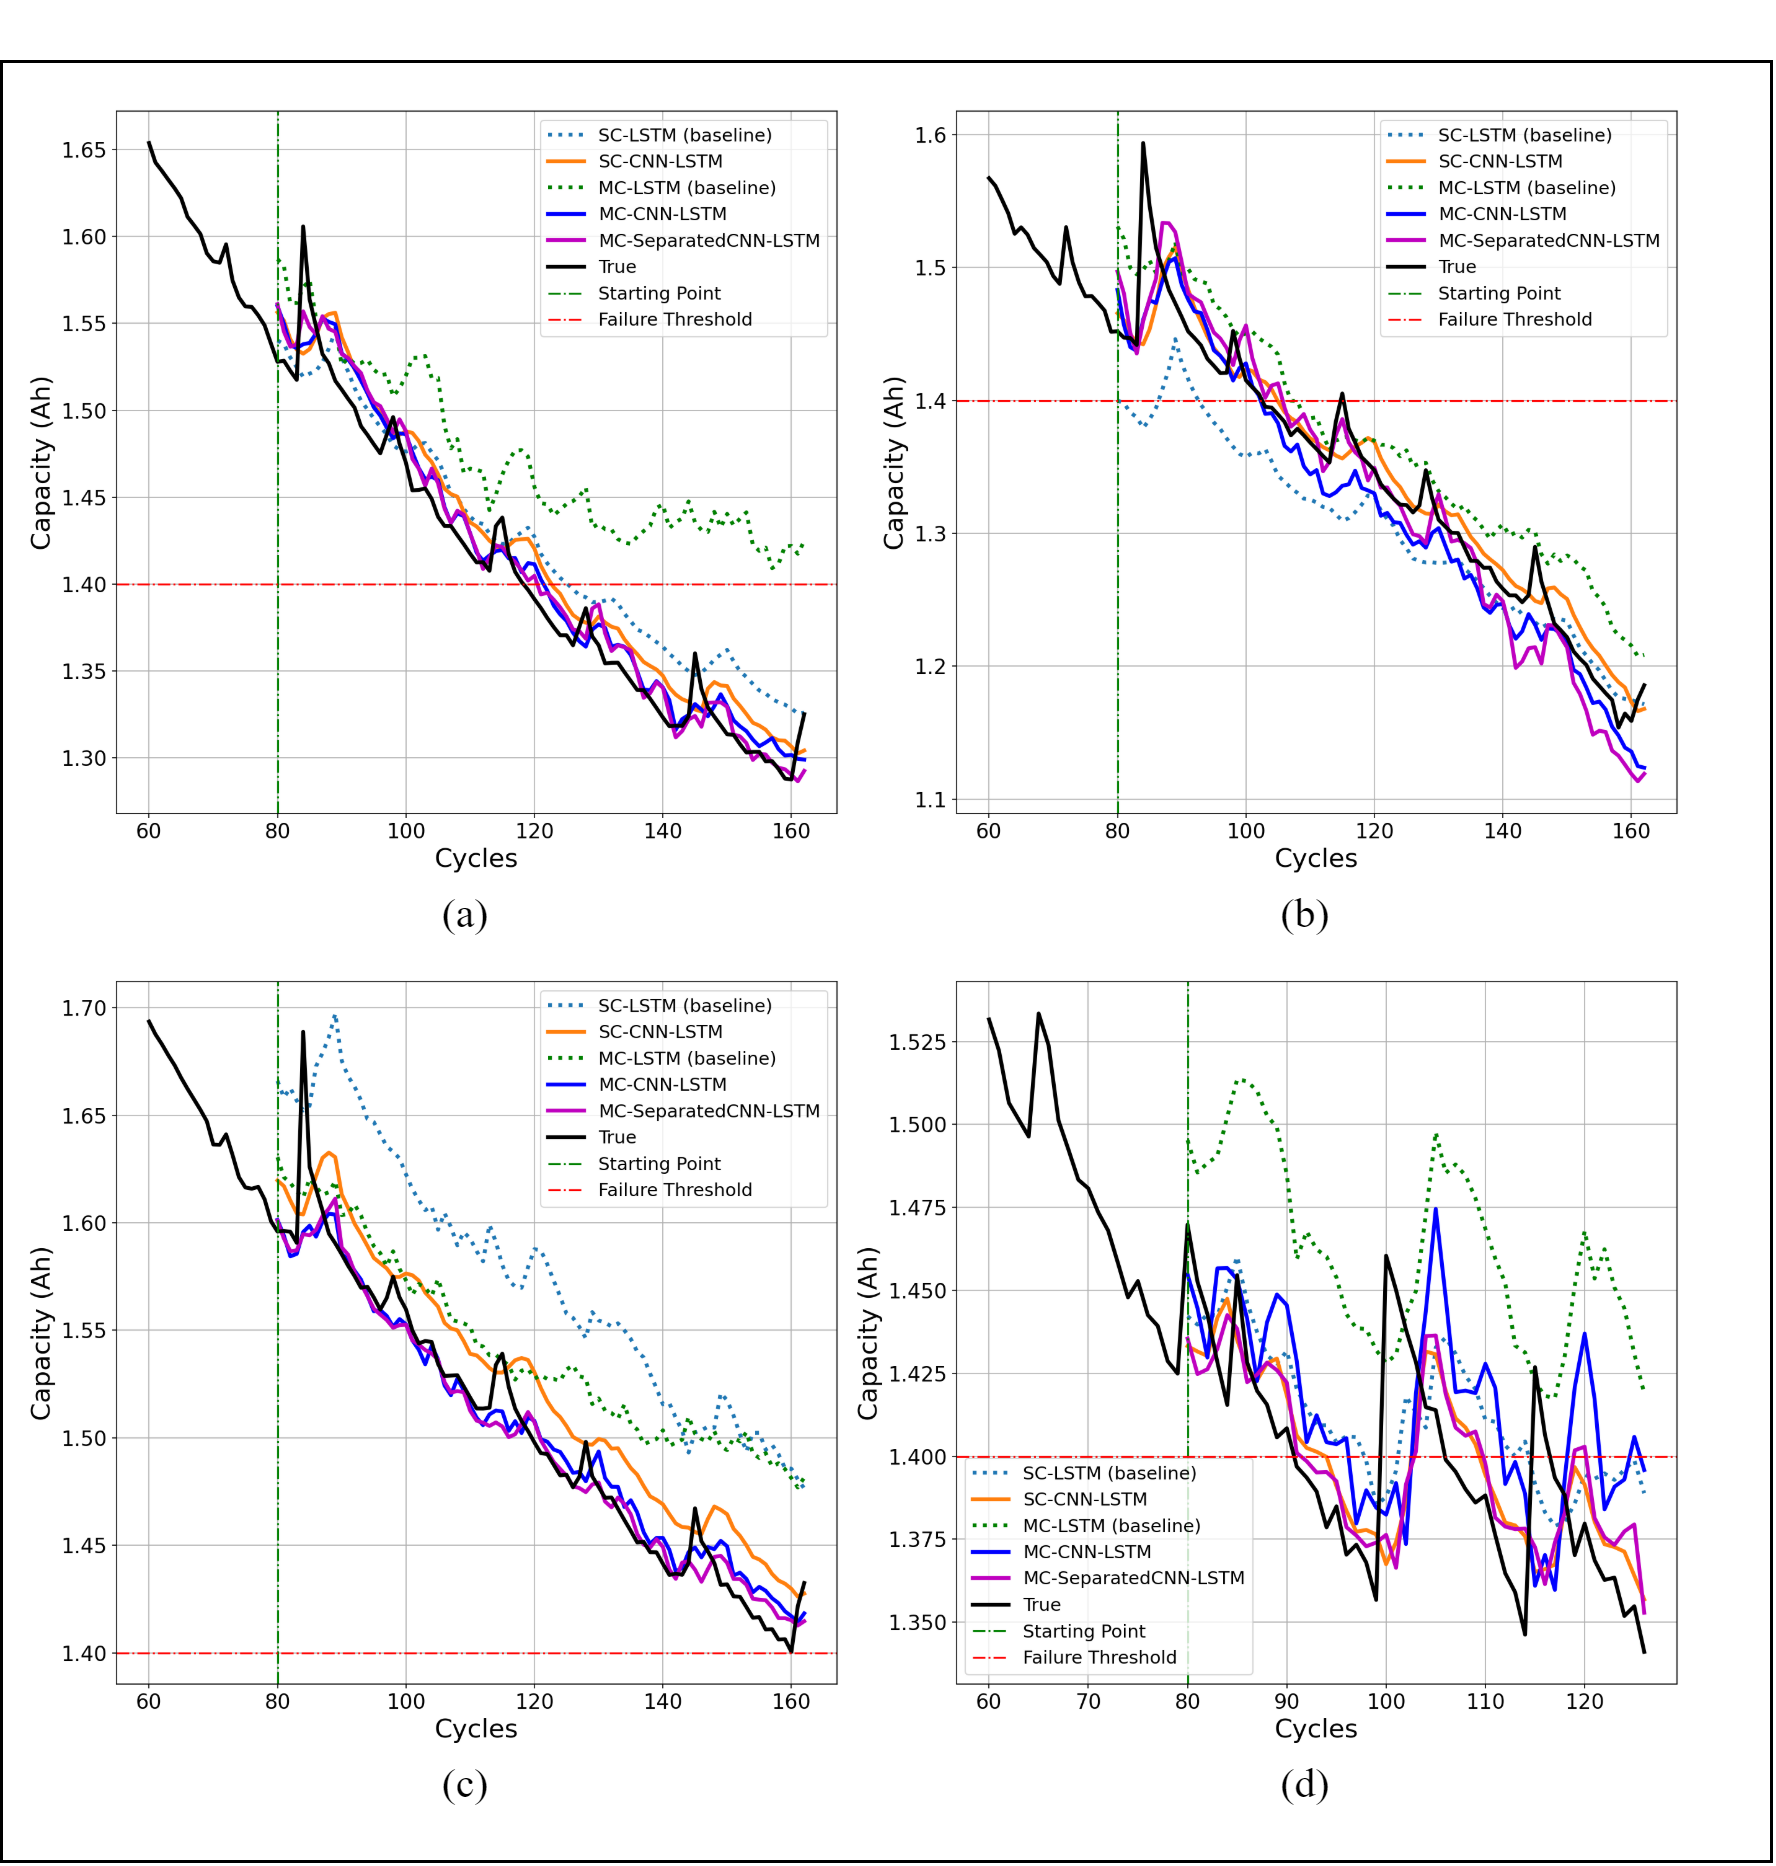 SC-LSTM (baseline)
SC-CNN-LSTM
MC-LSTM (baseline)
MC-CNN-LSTM
MC-SeparatedCNN-LSTM
True
Starting Point
Failure Threshold
1.65
1.60
1.55
1.50
1.45
1.40
1.35
1.30
Capacity (Ah)
60 80 100 120 140 160
Cycles
(a)
SC-LSTM (baseline)
SC-CNN-LSTM
MC-LSTM (baseline)
MC-CNN-LSTM
MC-SeparatedCNN-LSTM
True
Starting Point
Failure Threshold
1.6
1.5
1.4
1.3
1.2
1.1
Capacity (Ah)
60 80 100 120 140 160
Cycles
(b)
SC-LSTM (baseline)
SC-CNN-LSTM
MC-LSTM (baseline)
MC-CNN-LSTM
MC-SeparatedCNN-LSTM
True
Starting Point
Failure Threshold
1.70
1.65
1.60
1.55
1.50
1.45
1.40
Capacity (Ah)
60 80 100 120 140 160
Cycles
(c)
1.525
1.500
1.475
1.450
1.425
1.400
1.375
1.350
Capacity (Ah)
SC-LSTM (baseline)
SC-CNN-LSTM
MC-LSTM (baseline)
MC-CNN-LSTM
MC-SeparatedCNN-LSTM
True
Starting Point
Failure Threshold
60 70 80 90 100 110 120
Cycles
(d)